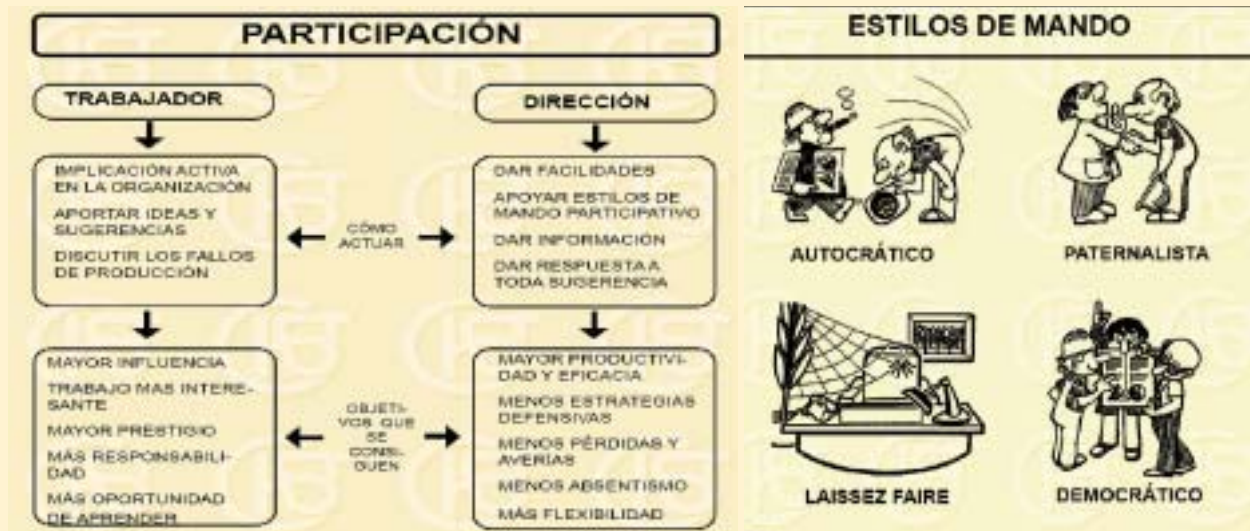 PARTICIPACIÓN
TRABAJADOR
IMPLICACIÓN ACTIVA
EN LA ORGANIZACIÓN
APORTAR IDEAS Y
SUGERENCIAS
DISCUTIR LOS FALLOS
DE PRODUCCIÓN
CÓMO
ACTUAR
DIRECCIÓN
DAR FACILIDADES
APOYAR ESTILOS DE
MANDO PARTICIPATIVO
DAR INFORMACIÓN
DAR RESPUESTA A
TODA SUGERENCIA
MAYOR INFLUENCIA
TRABAJO MAS INTERE-
SANTE
MAYOR PRESTIGIO
MÁS RESPONSABILI-
DAD
MÁS OPORTUNIDAD
DE APRENDER
OBJETI-
VOS QUE
SE
CONSI-
GUEN
MAYOR PRODUCTIVI-
DAD Y EFICACIA
MENOS ESTRATEGIAS
DEFENSIVAS
MENOS PÉRDIDAS Y
AVERÍAS
MENOS ABSENTISMO
MÁS FLEXIBILIDAD
ESTILOS DE MANDO
AUTOCRÁTICO
PATERNALISTA
LAISSEZ FAIRE
DEMOCRÁTICO